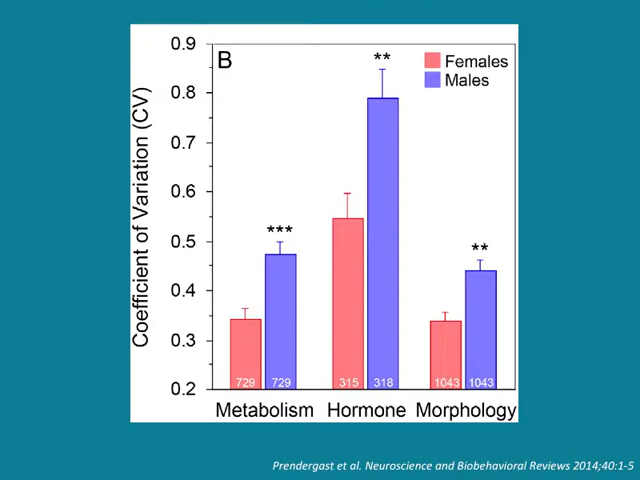 B
Females
Males
Coefficient of Variation (CV)
0.9
0.8
0.7
0.6
0.5
0.4
0.3
0.2
***
**
**
729 729 315 318 1043 1043
Metabolism Hormone Morphology
Prendergast et al. Neuroscience and Biobehavioral Reviews 2014;40:1-5